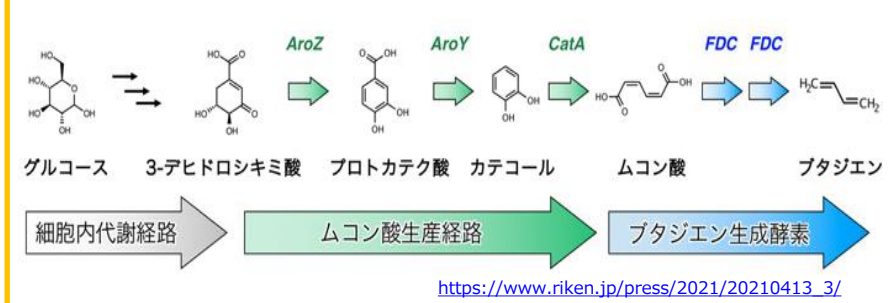 AroZ AroY CatA FDC FDC
グルコース 3-デヒドロシキミ酸 プロトカテク酸 カテコール ムコン酸 ブタジエン
細胞内代謝経路 ムコン酸生産経路 ブタジエン生成酵素
https://www.riken.jp/press/2021/20210413_3/